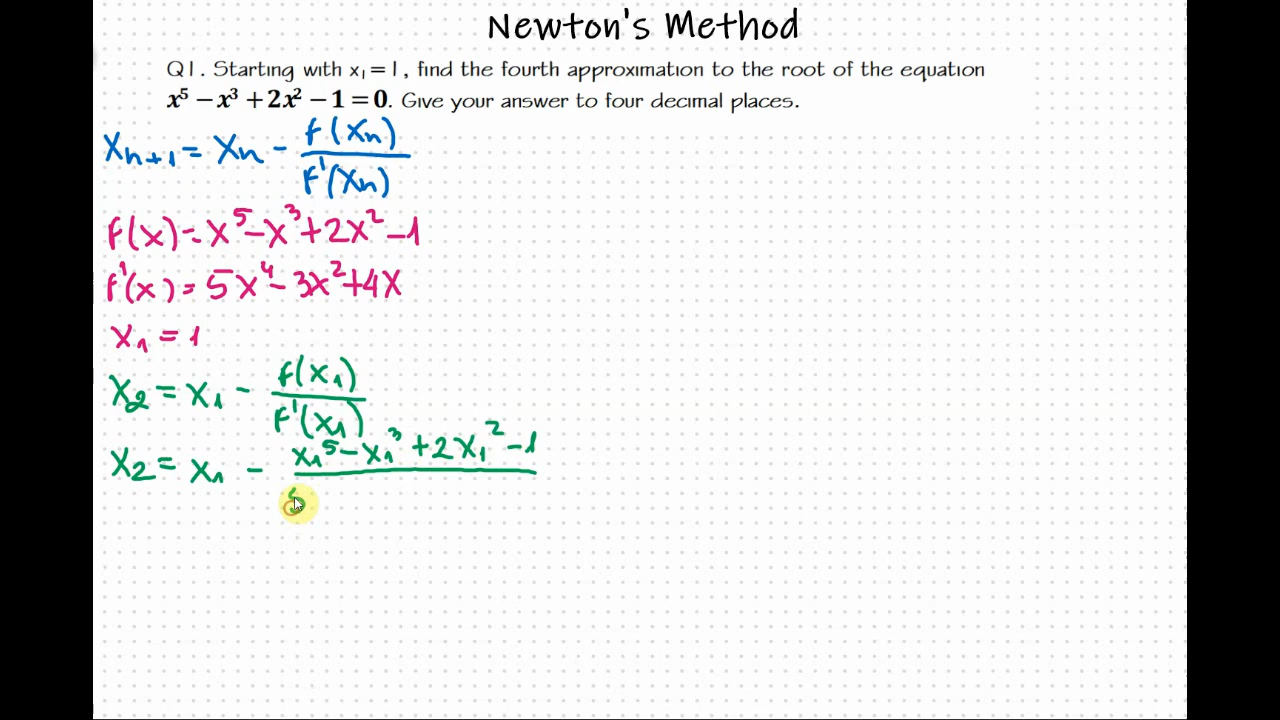 Newton's Method
Q1. Starting with x₁=1, find the fourth approximation to the root of the equation
x⁵ − x³ + 2x² − 1 = 0. Give your answer to four decimal places.
xₙ₊₁ = xₙ − f(xₙ) / f'(xₙ)
f(x) = x⁵ − x³ + 2x² − 1
f'(x) = 5x⁴ − 3x² + 4x
x₁ = 1
x₂ = x₁ − f(x₁) / f'(x₁)
x₂ = x₁ − x₁⁵ − x₁³ + 2x₁² − 1
5